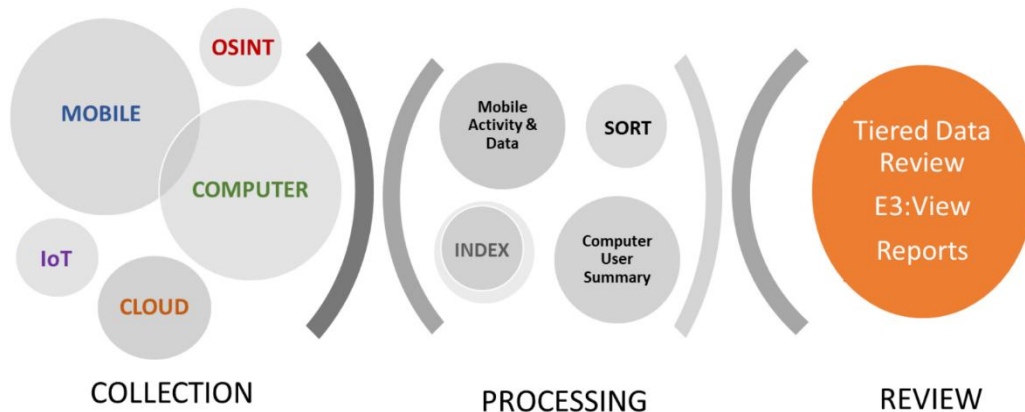 OSINT
MOBILE
COMPUTER
IoT
CLOUD
COLLECTION
Mobile
Activity &
Data
SORT
INDEX
Computer
User
Summary
PROCESSING
Tiered Data
Review
E3:View
Reports
REVIEW